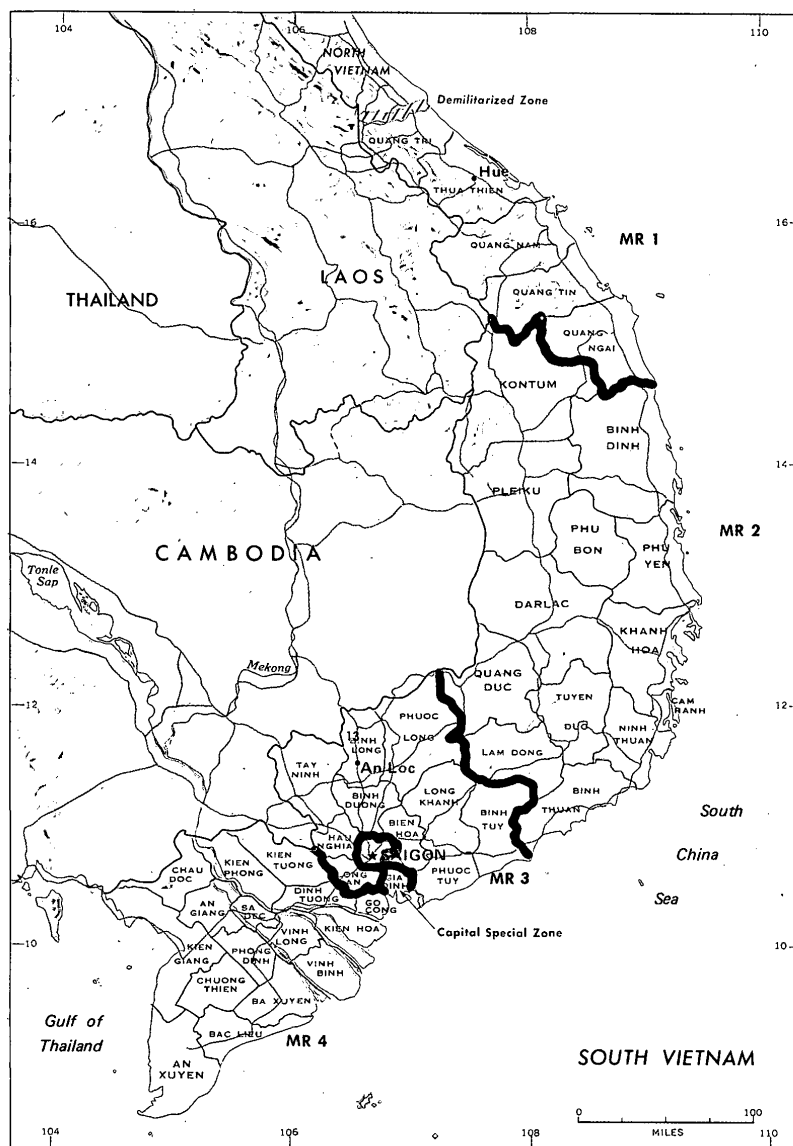 104
106
108
110
NORTH
VIETNAM
Demilitarized Zone
QUANG TRI
Hue
THUA THIEN
16
16
MR 1
QUANG NAM
LAOS
THAILAND
QUANG TIN
QUANG
NGAI
KONTUM
BINH
DINH
14
14
PLEIKU
PHU
BON
MR 2
CAMBODIA
PHU
YEN
Tonle
Sap
DARLAC
KHANH
HOA
Mekong
QUANG
DUC
12
12
TUYEN
DUC
CAM
RANH
PHUOC
LONG
NINH
THUAN
13
BINH
LONG
LAM DONG
TAY
NINH
An Loc
LONG
KHANH
BINH
THUAN
BINH
DUONG
BINH
TUY
South
China
Sea
BIEN
HOA
HAU
NGHIA
SAIGON
KIEN
TUONG
LONG
AN
GIA
DINH
PHUOC
TUY
MR 3
CHAU
DOC
KIEN
PHONG
DINH
TUONG
GO
CONG
Capital Special Zone
AN
GIANG
SA
DEC
KIEN HOA
10
10
VINH
LONG
KIEN
GIANG
PHONG
DINH
VINH
BINH
CHUONG
THIEN
BA XUYEN
Gulf of
Thailand
BAC LIEU
MR 4
AN
XUYEN
SOUTH VIETNAM
0
100
MILES
104
106
108
110